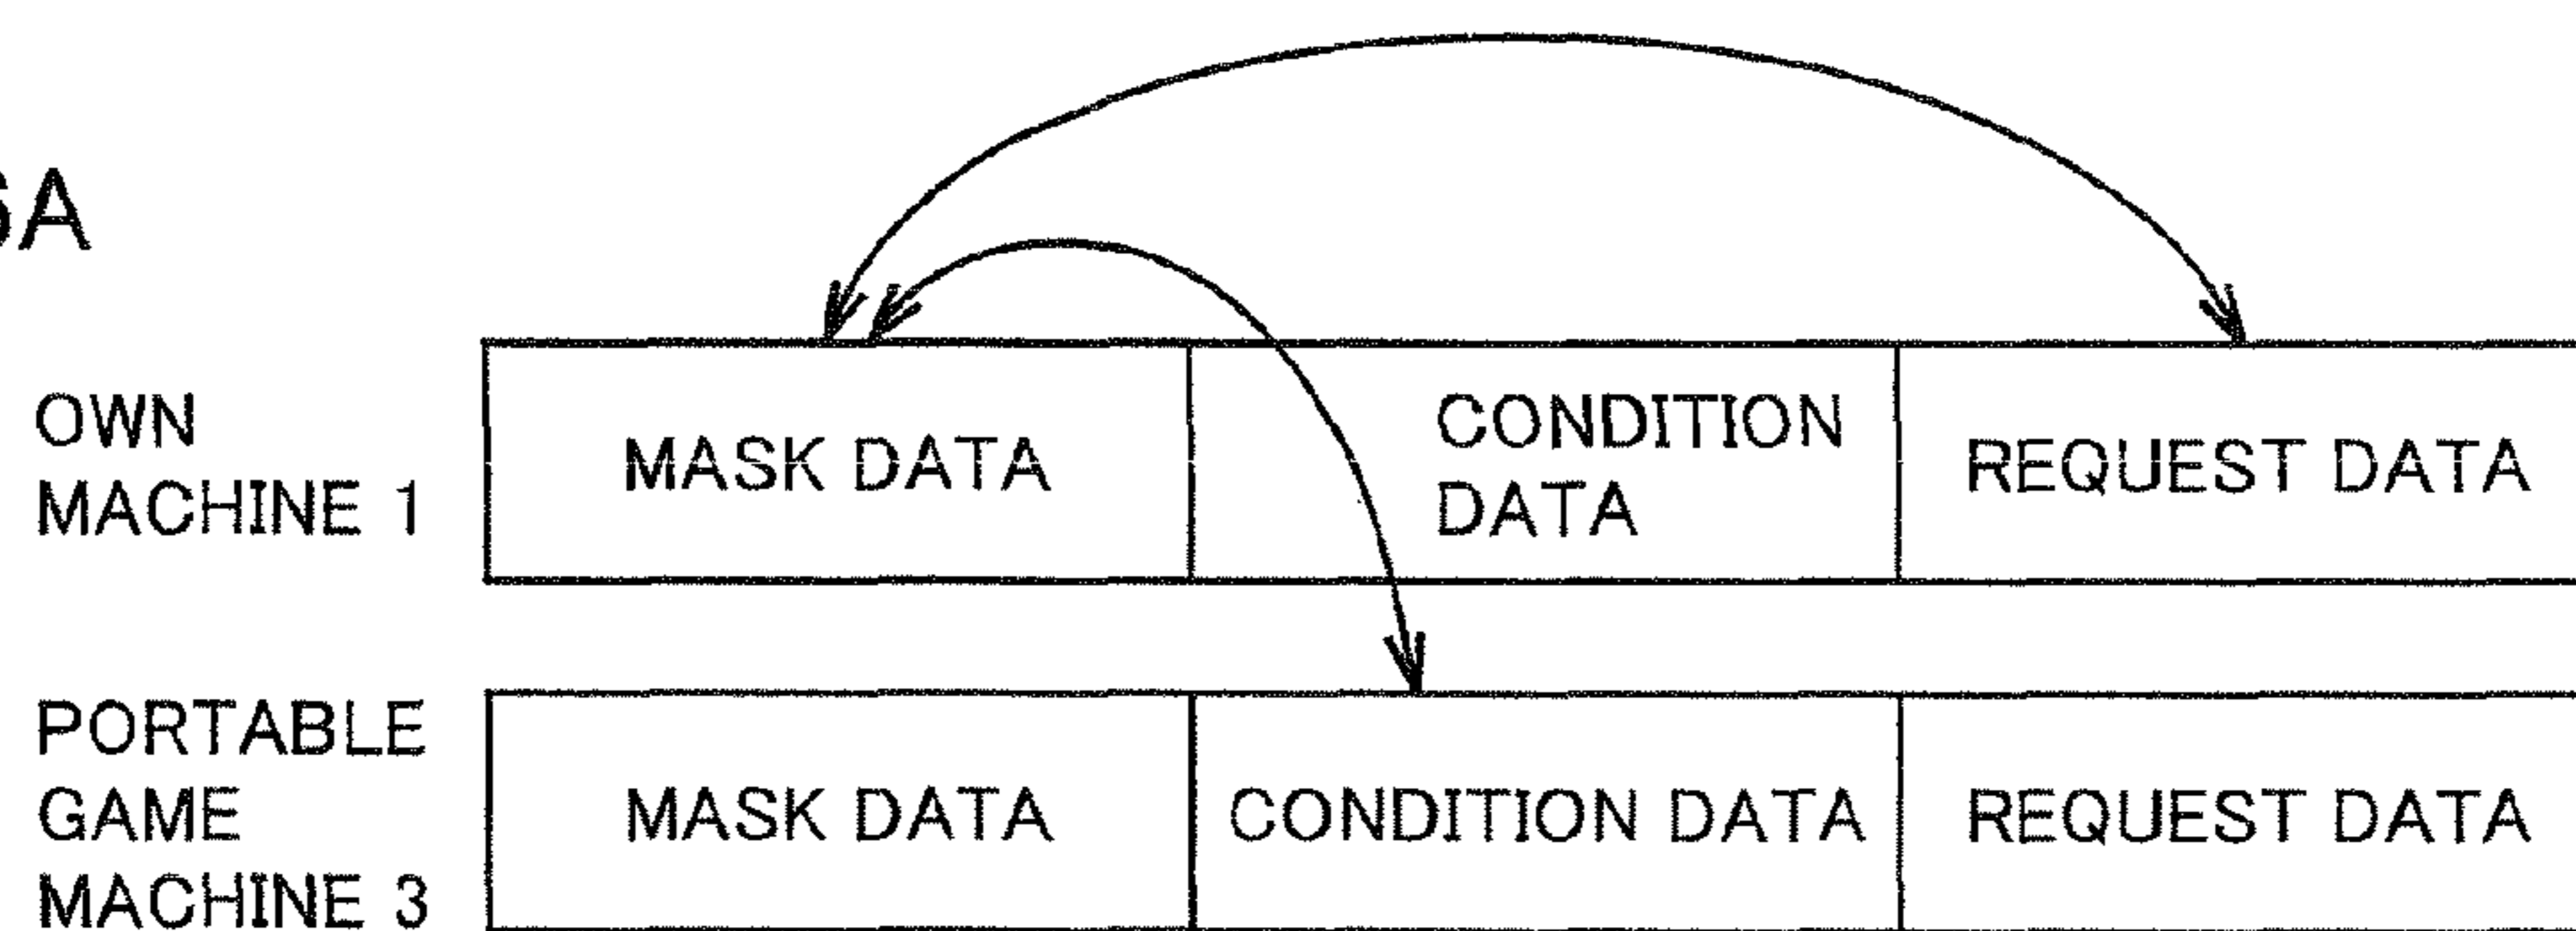 6A
OWN
MACHINE 1
MASK DATA
CONDITION
DATA
REQUEST DATA
PORTABLE
GAME
MACHINE 3
MASK DATA
CONDITION DATA
REQUEST DATA